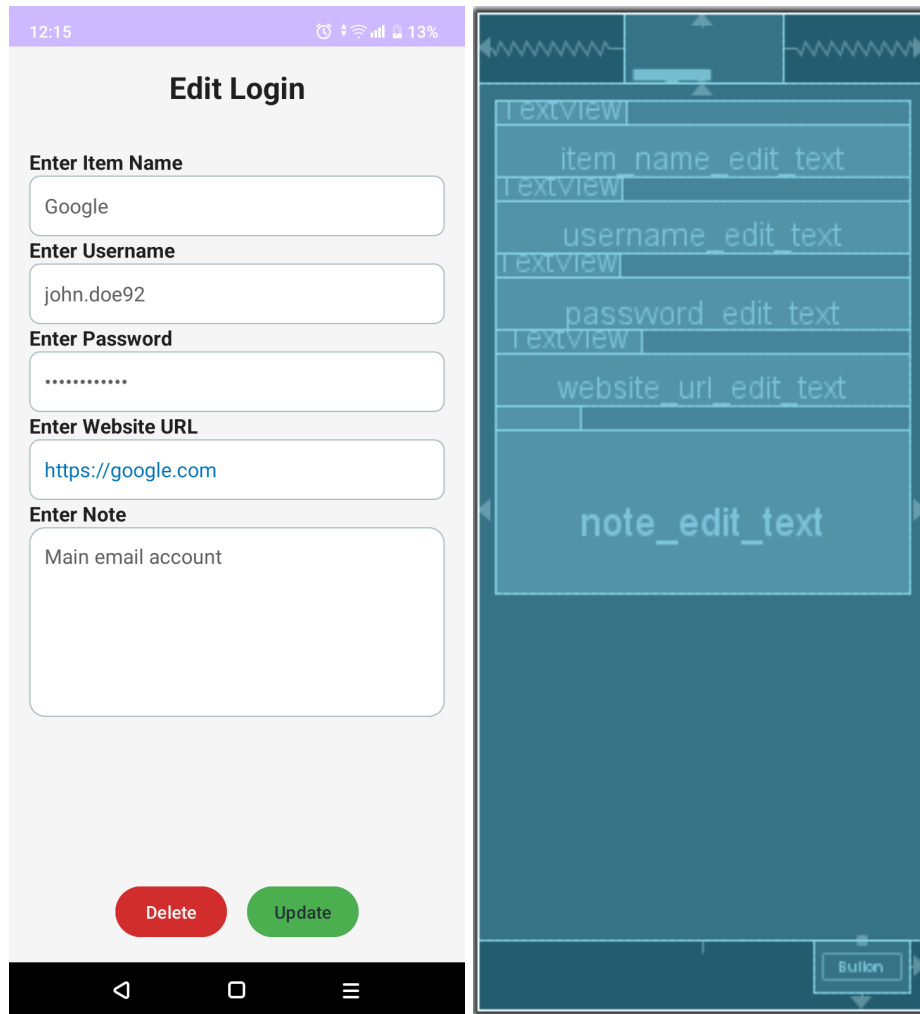 12:15
13%
Edit Login
Enter Item Name
Google
Enter Username
john.doe92
Enter Password
••••••••••••
Enter Website URL
https://google.com
Enter Note
Main email account
Delete
Update
TextView
item_name_edit_text
TextView
username_edit_text
TextView
password_edit_text
TextView
website_url_edit_text
note_edit_text
Button